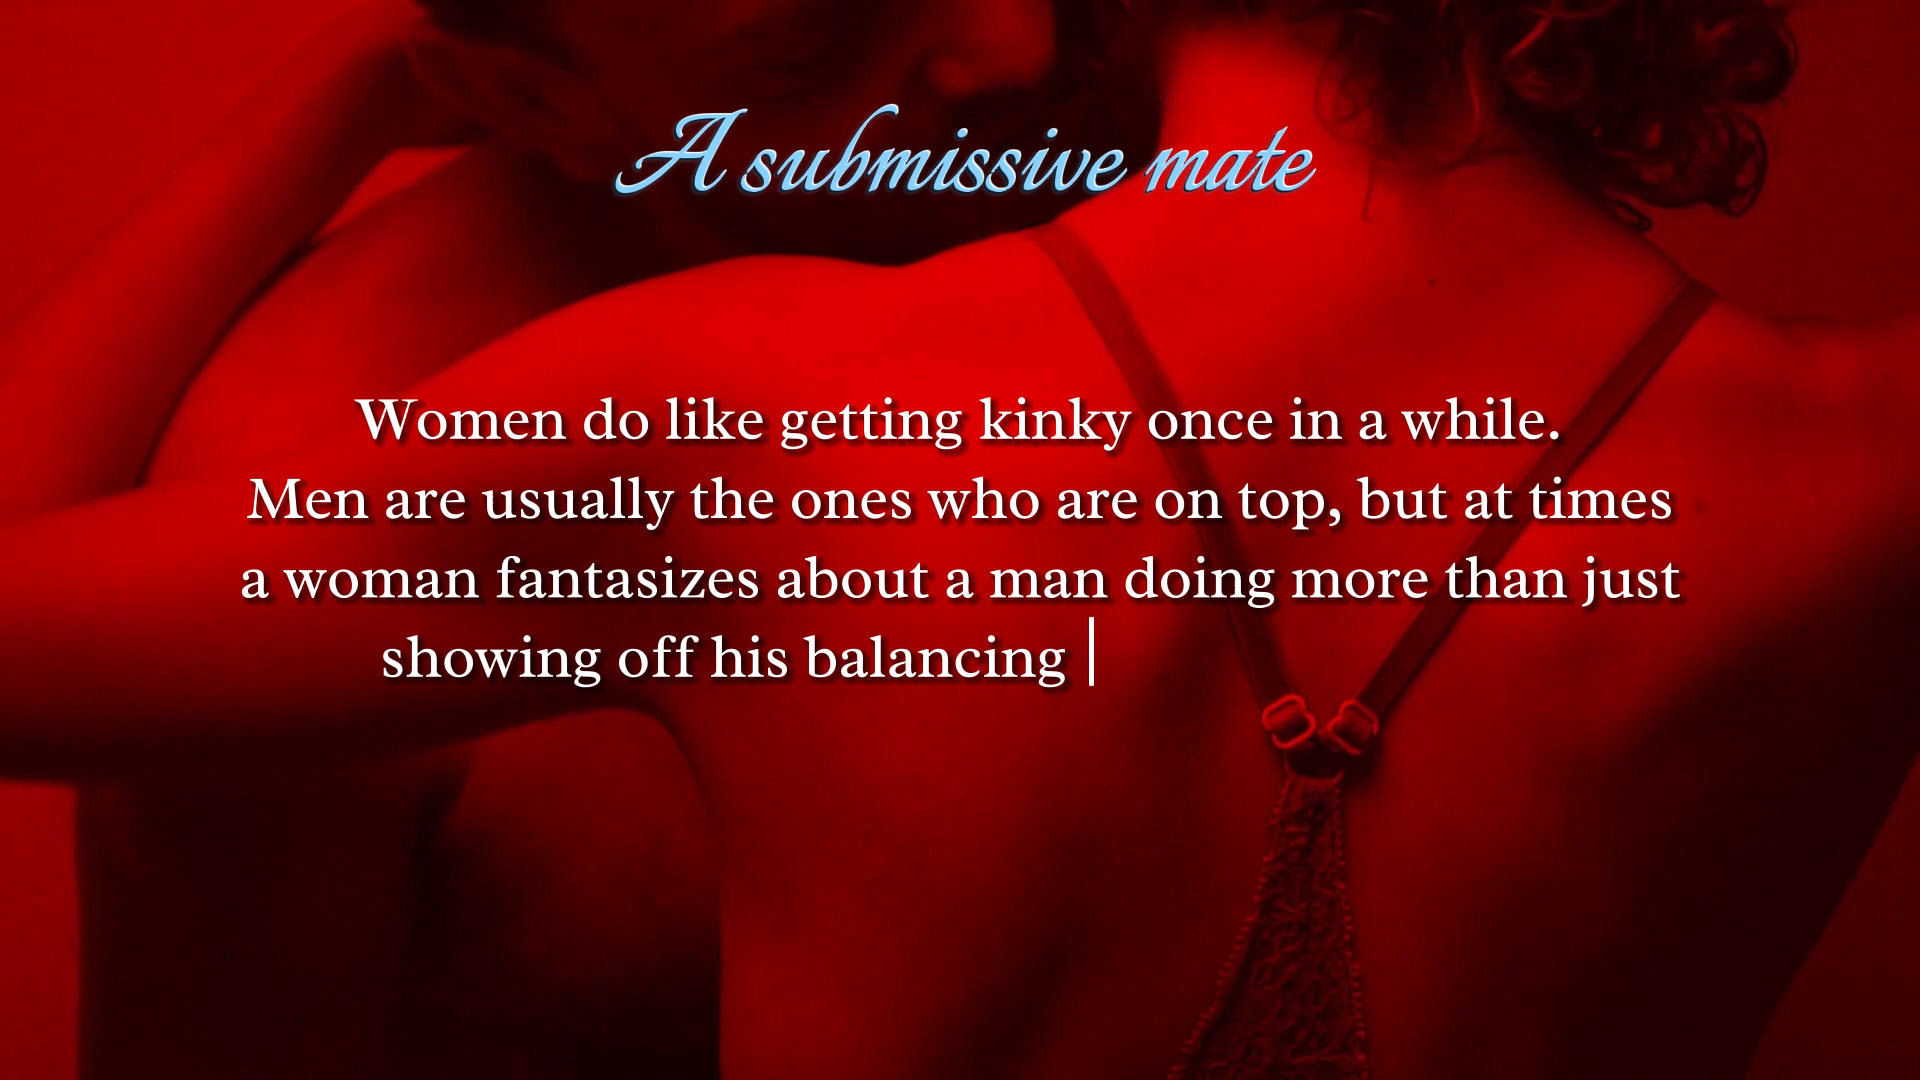 A submissive mate
Women do like getting kinky once in a while.
Men are usually the ones who are on top, but at times
a woman fantasizes about a man doing more than just
showing off his balancing